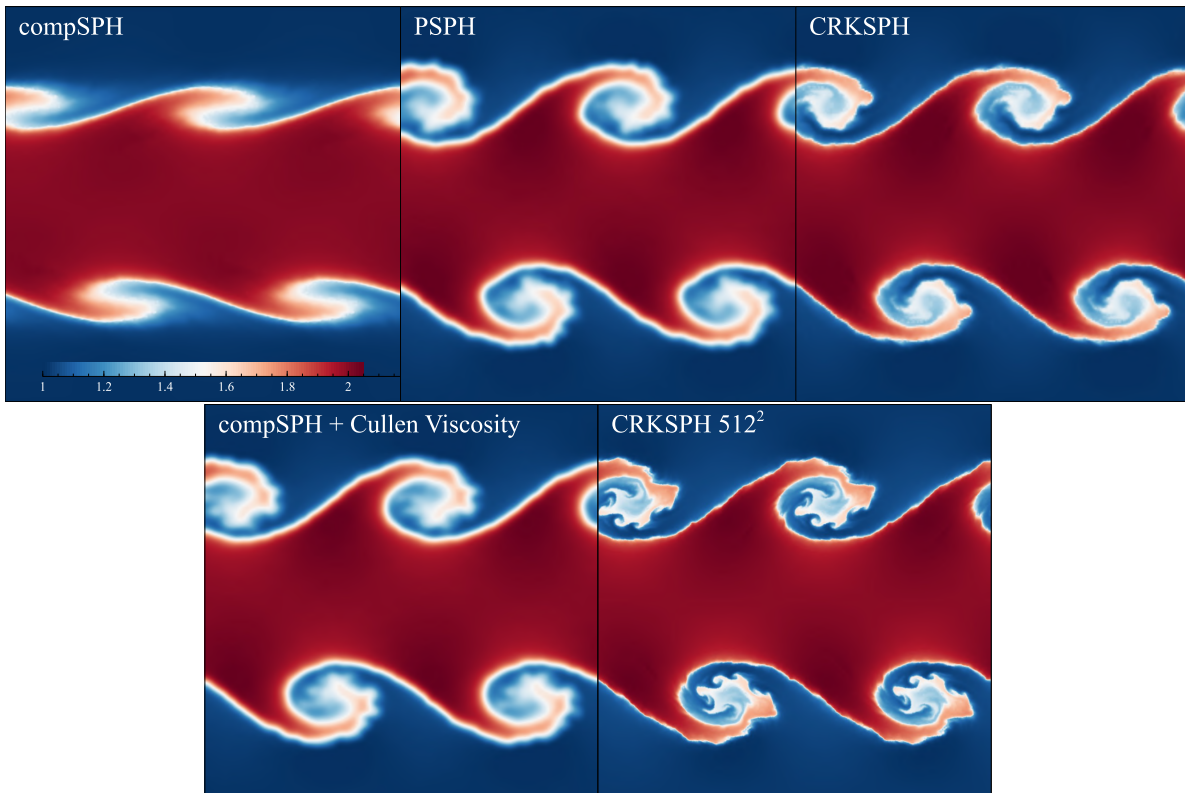 compSPH
PSPH
CRKSPH
1 1.2 1.4 1.6 1.8 2
compSPH + Cullen Viscosity
CRKSPH 512²